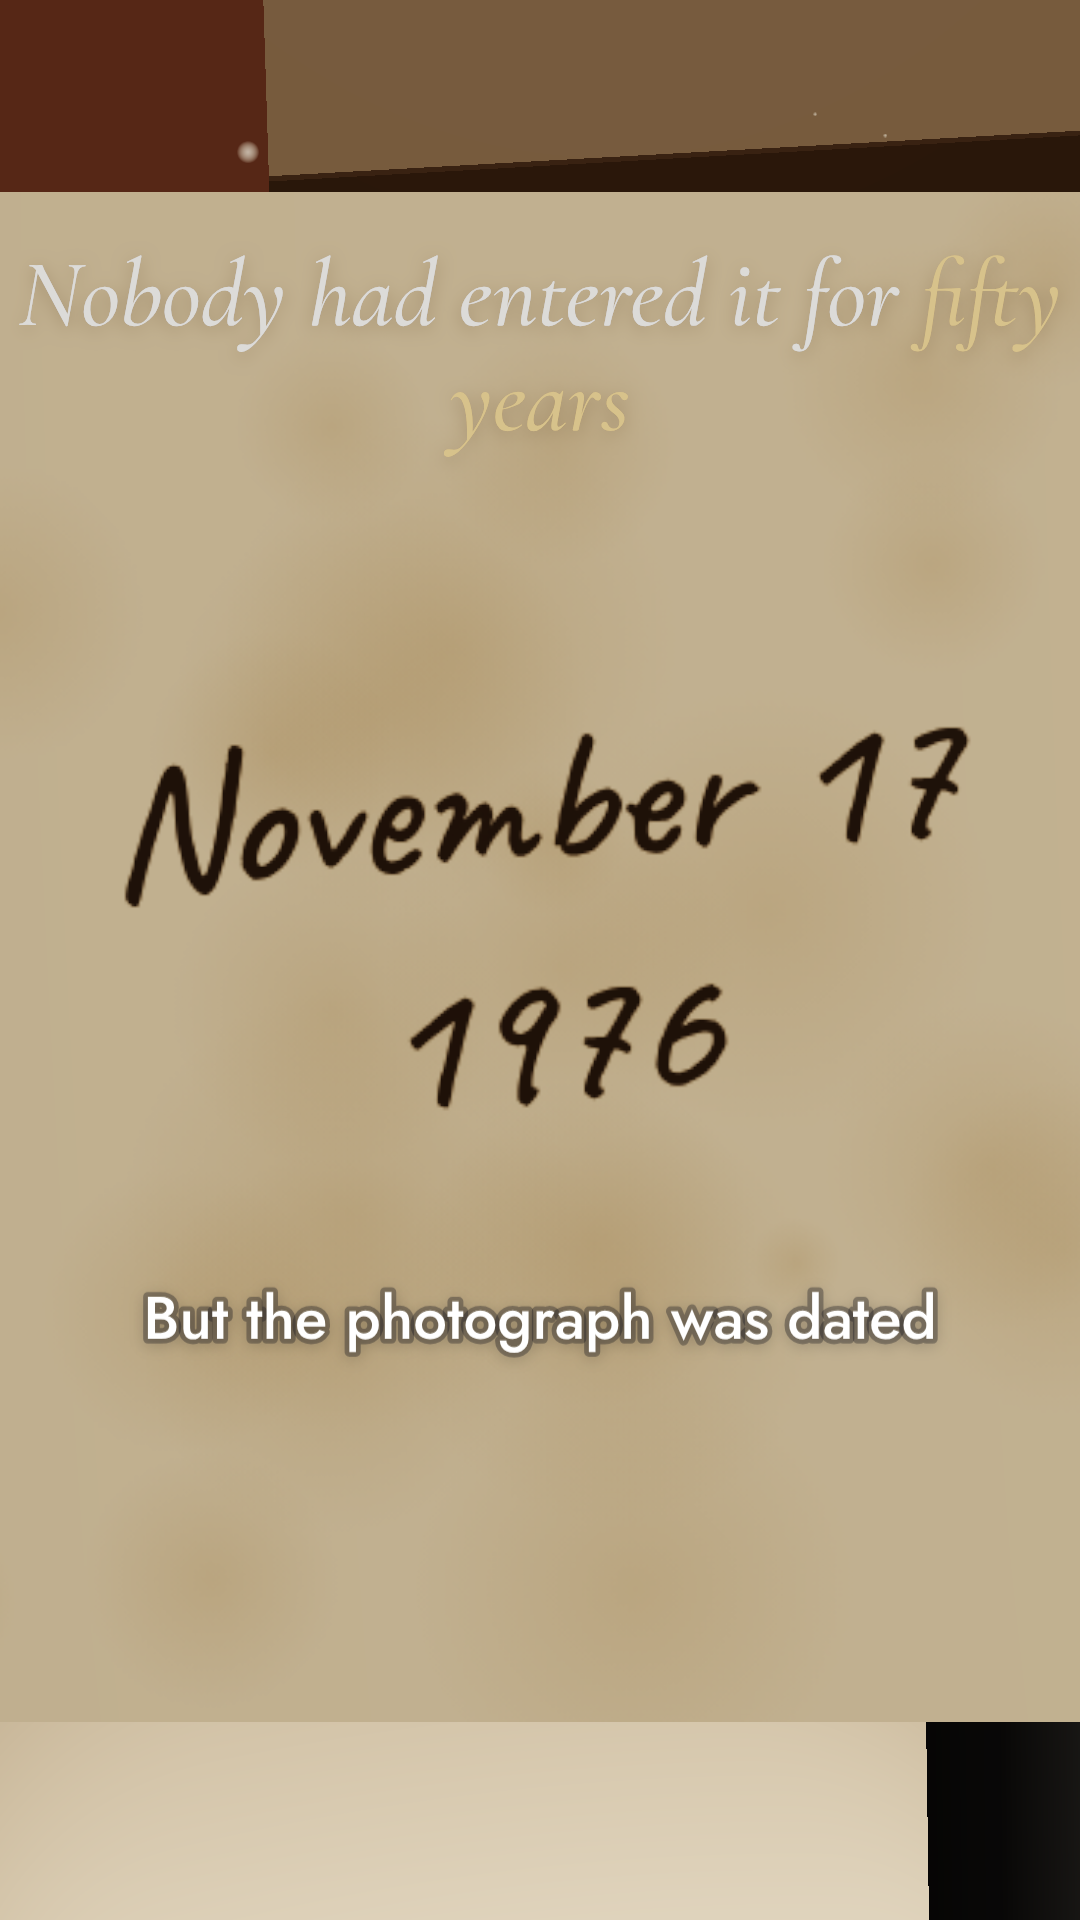 Nobody had entered it for fifty
years
November 17
1976
But the photograph was dated